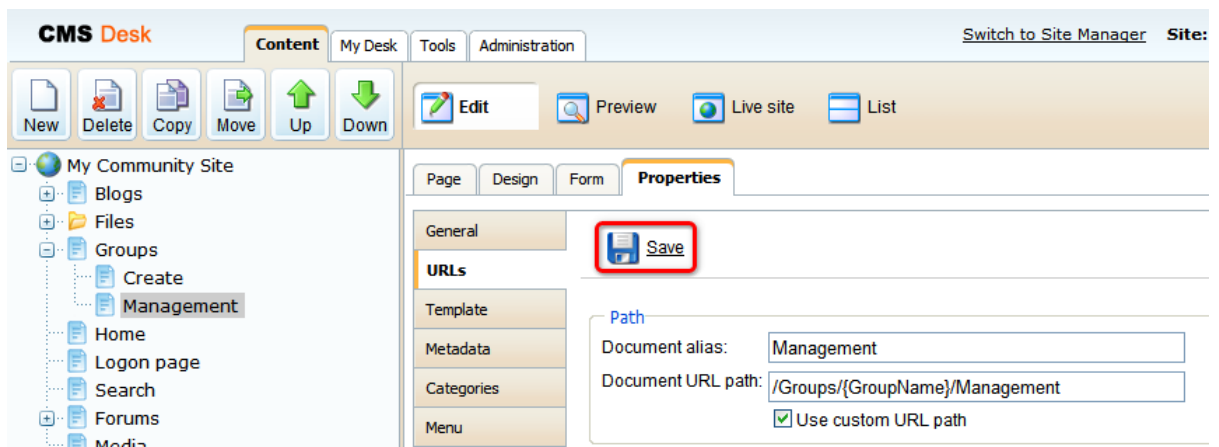 CMS Desk
Content My Desk Tools Administration
Switch to Site Manager Site:
New Delete Copy Move Up Down
Edit Preview Live site List
My Community Site
Blogs
Files
Groups
Create
Management
Home
Logon page
Search
Forums
Media
Page Design Form Properties
General
URLs
Template
Metadata
Categories
Menu
Save
Path
Document alias: Management
Document URL path: /Groups/{GroupName}/Management
Use custom URL path